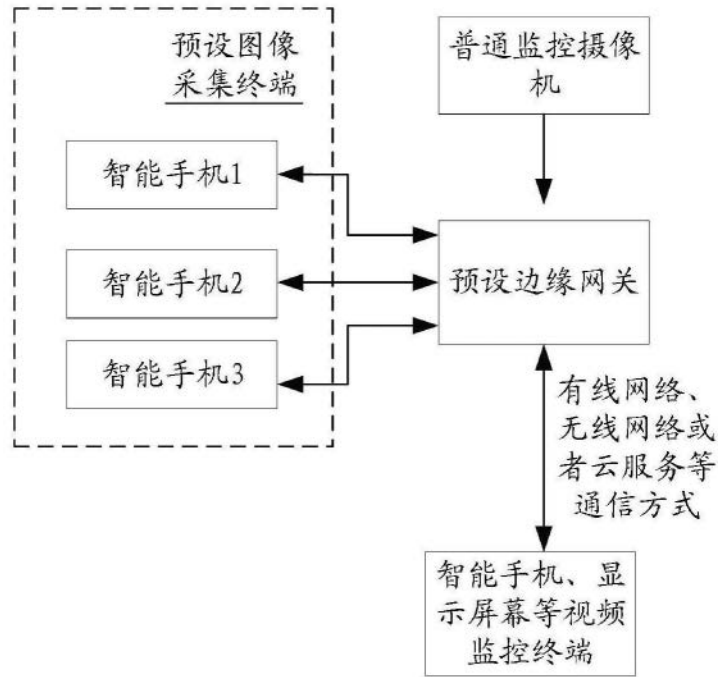 预设图像
采集终端
智能手机1
智能手机2
智能手机3
普通监控摄像
机
预设边缘网关
有线网络、
无线网络或
者云服务等
通信方式
智能手机、显
示屏幕等视频
监控终端